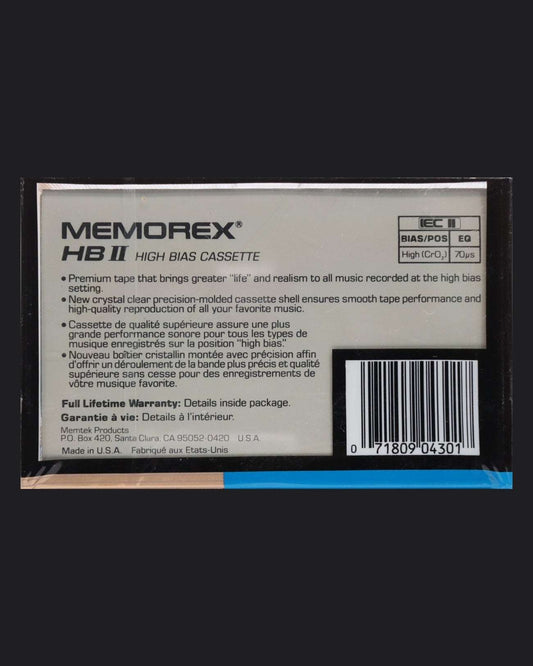 MEMOREX®
HB II HIGH BIAS CASSETTE
IEC II
BIAS/POS EQ
High (CrO₂) 70µs
• Premium tape that brings greater "life" and realism to all music recorded at the high bias
setting.
• New crystal clear precision-molded cassette shell ensures smooth tape performance and
high-quality reproduction of all your favorite music.
• Cassette de qualité supérieure assure une plus
grande performance sonore pour tous les types de
musique enregistrés sur la position "high bias."
• Nouveau boîtier cristallin montée avec précision affin
d'offrir un déroulement de la bande plus précis et qualité
supérieure sans cesse pour des enregistrements de
vôtre musique favorite.
Full Lifetime Warranty: Details inside package.
Garantie à vie: Détails à l'intérieur.
Memtek Products
P.O. Box 420, Santa Clara, CA 95052-0420 U.S.A.
Made in U.S.A. Fabriqué aux Etats-Unis
0 71809 04301